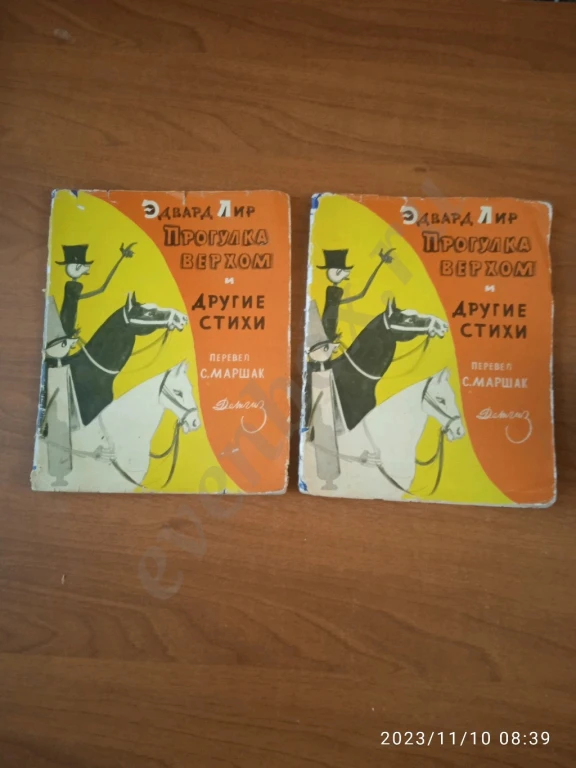 ЭДВАРД ЛИР
ПРОГУЛКА
ВЕРХОМ
И
ДРУГИЕ
СТИХИ
ПЕРЕВЕЛ
С. МАРШАК
Детгиз
ЭДВАРД ЛИР
ПРОГУЛКА
ВЕРХОМ
И
ДРУГИЕ
СТИХИ
ПЕРЕВЕЛ
С. МАРШАК
Детгиз
2023/11/10 08:39